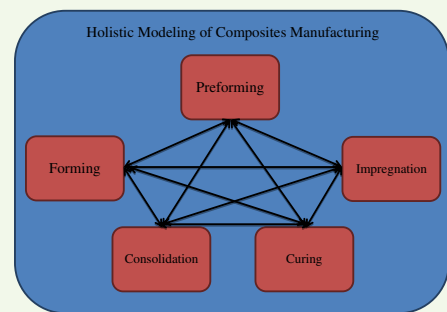 Holistic Modeling of Composites Manufacturing
Preforming
Forming
Impregnation
Consolidation
Curing